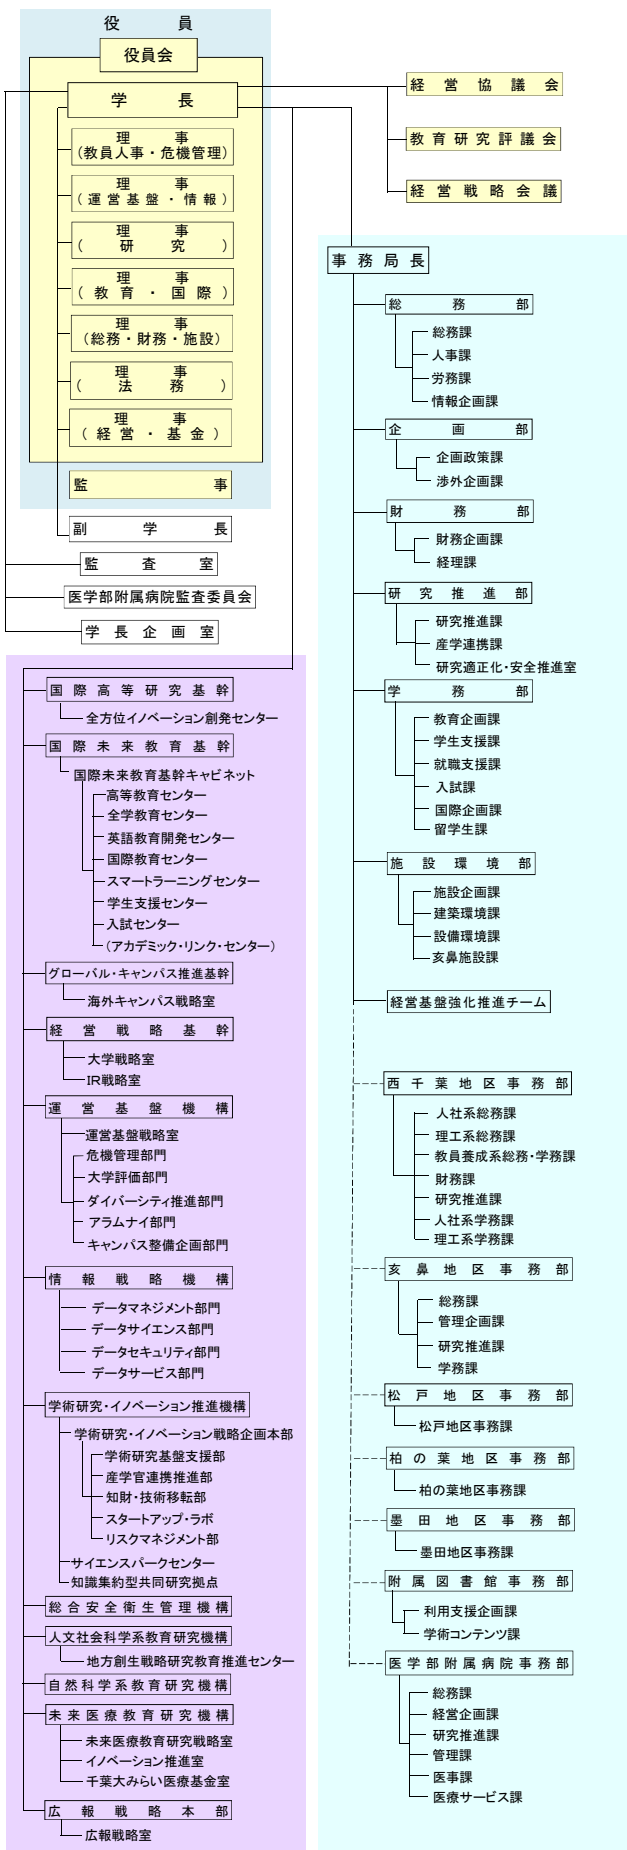 役員
役員会
学長
理事
(教員人事・危機管理)
理事
(運営基盤・情報)
理事
(研究)
理事
(教育・国際)
理事
(総務・財務・施設)
理事
(法務)
理事
(経営・基金)
監事
副学長
監査室
医学部附属病院監査委員会
学長企画室
経営協議会
教育研究評議会
経営戦略会議
国際高等研究基幹
全方位イノベーション創発センター
国際未来教育基幹
国際未来教育基幹キャビネット
高等教育センター
全学教育センター
英語教育開発センター
国際教育センター
スマートラーニングセンター
学生支援センター
入試センター
(アカデミック・リンク・センター)
グローバル・キャンパス推進基幹
海外キャンパス戦略室
経営戦略基幹
大学戦略室
IR戦略室
運営基盤機構
運営基盤戦略室
危機管理部門
大学評価部門
ダイバーシティ推進部門
アラムナイ部門
キャンパス整備企画部門
情報戦略機構
データマネジメント部門
データサイエンス部門
データセキュリティ部門
データサービス部門
学術研究・イノベーション推進機構
学術研究・イノベーション戦略企画本部
学術研究基盤支援部
産学官連携推進部
知財・技術移転部
スタートアップ・ラボ
リスクマネジメント部
サイエンスパークセンター
知識集約型共同研究拠点
総合安全衛生管理機構
人文社会科学系教育研究機構
地方創生戦略研究教育推進センター
自然科学系教育研究機構
未来医療教育研究機構
未来医療教育研究戦略室
イノベーション推進室
千葉大みらい医療基金室
広報戦略本部
広報戦略室
事務局長
総務部
総務課
人事課
労務課
情報企画課
企画部
企画政策課
渉外企画課
財務部
財務企画課
経理課
研究推進部
研究推進課
産学連携課
研究適正化・安全推進室
学務部
教育企画課
学生支援課
就職支援課
入試課
国際企画課
留学生課
施設環境部
施設企画課
建築環境課
設備環境課
亥鼻施設課
経営基盤強化推進チーム
西千葉地区事務部
人社系総務課
理工系総務課
教員養成系総務・学務課
財務課
研究推進課
人社系学務課
理工系学務課
亥鼻地区事務部
総務課
管理企画課
研究推進課
学務課
松戸地区事務部
松戸地区事務課
柏の葉地区事務部
柏の葉地区事務課
墨田地区事務部
墨田地区事務課
附属図書館事務部
利用支援企画課
学術コンテンツ課
医学部附属病院事務部
総務課
経営企画課
研究推進課
管理課
医事課
医療サービス課